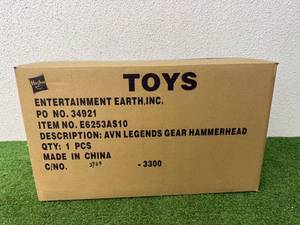 Hasbro
TOYS
ENTERTAINMENT EARTH,INC.
PO NO. 34921
ITEM NO. E6253AS10
DESCRIPTION: AVN LEGENDS GEAR HAMMERHEAD
QTY: 1 PCS
MADE IN CHINA
C/NO. -3300